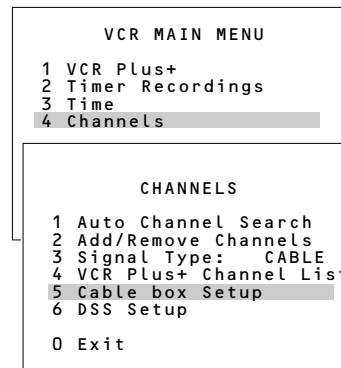 VCR MAIN MENU
1 VCR Plus+
2 Timer Recordings
3 Time
4 Channels
CHANNELS
1 Auto Channel Search
2 Add/Remove Channels
3 Signal Type: CABLE
4 VCR Plus+ Channel List
5 Cable box Setup
6 DSS Setup
0 Exit